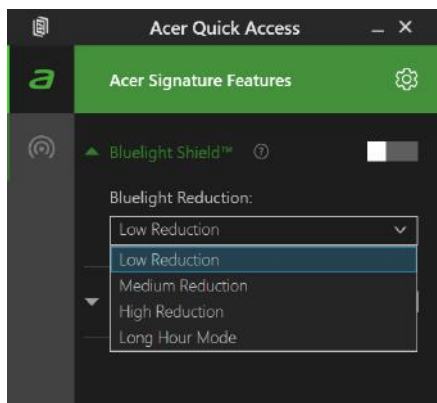 Acer Quick Access
a
Acer Signature Features
Bluelight Shield™
Bluelight Reduction:
Low Reduction
Low Reduction
Medium Reduction
High Reduction
Long Hour Mode